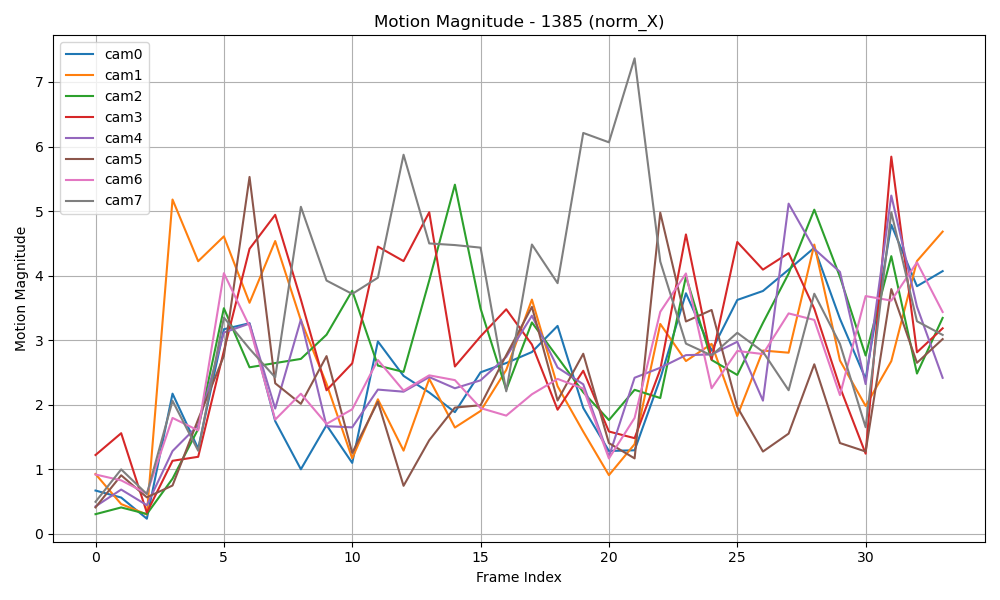 Motion Magnitude - 1385 (norm_X)
cam0
cam1
cam2
cam3
cam4
cam5
cam6
cam7
Motion Magnitude
7
6
5
4
3
2
1
0
0 5 10 15 20 25 30
Frame Index